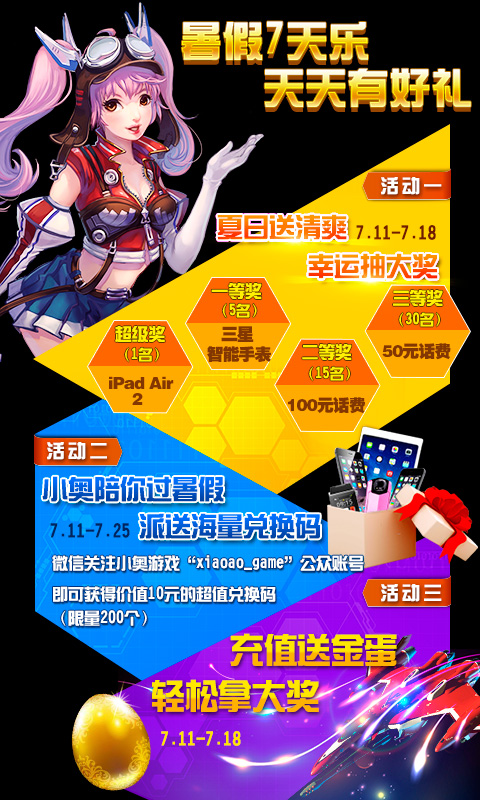 暑假7天乐
天天有好礼
活动一
夏日送清爽 7.11-7.18
幸运抽大奖
超级奖
(1名)
iPad Air
2
一等奖
(5名)
三星
智能手表
二等奖
(15名)
100元话费
三等奖
(30名)
50元话费
活动二
小奥陪你过暑假
7.11-7.25 派送海量兑换码
微信关注小奥游戏“xiaoao_game”公众账号
即可获得价值10元的超值兑换码
（限量200个）
活动三
充值送金蛋
轻松拿大奖
7.11-7.18